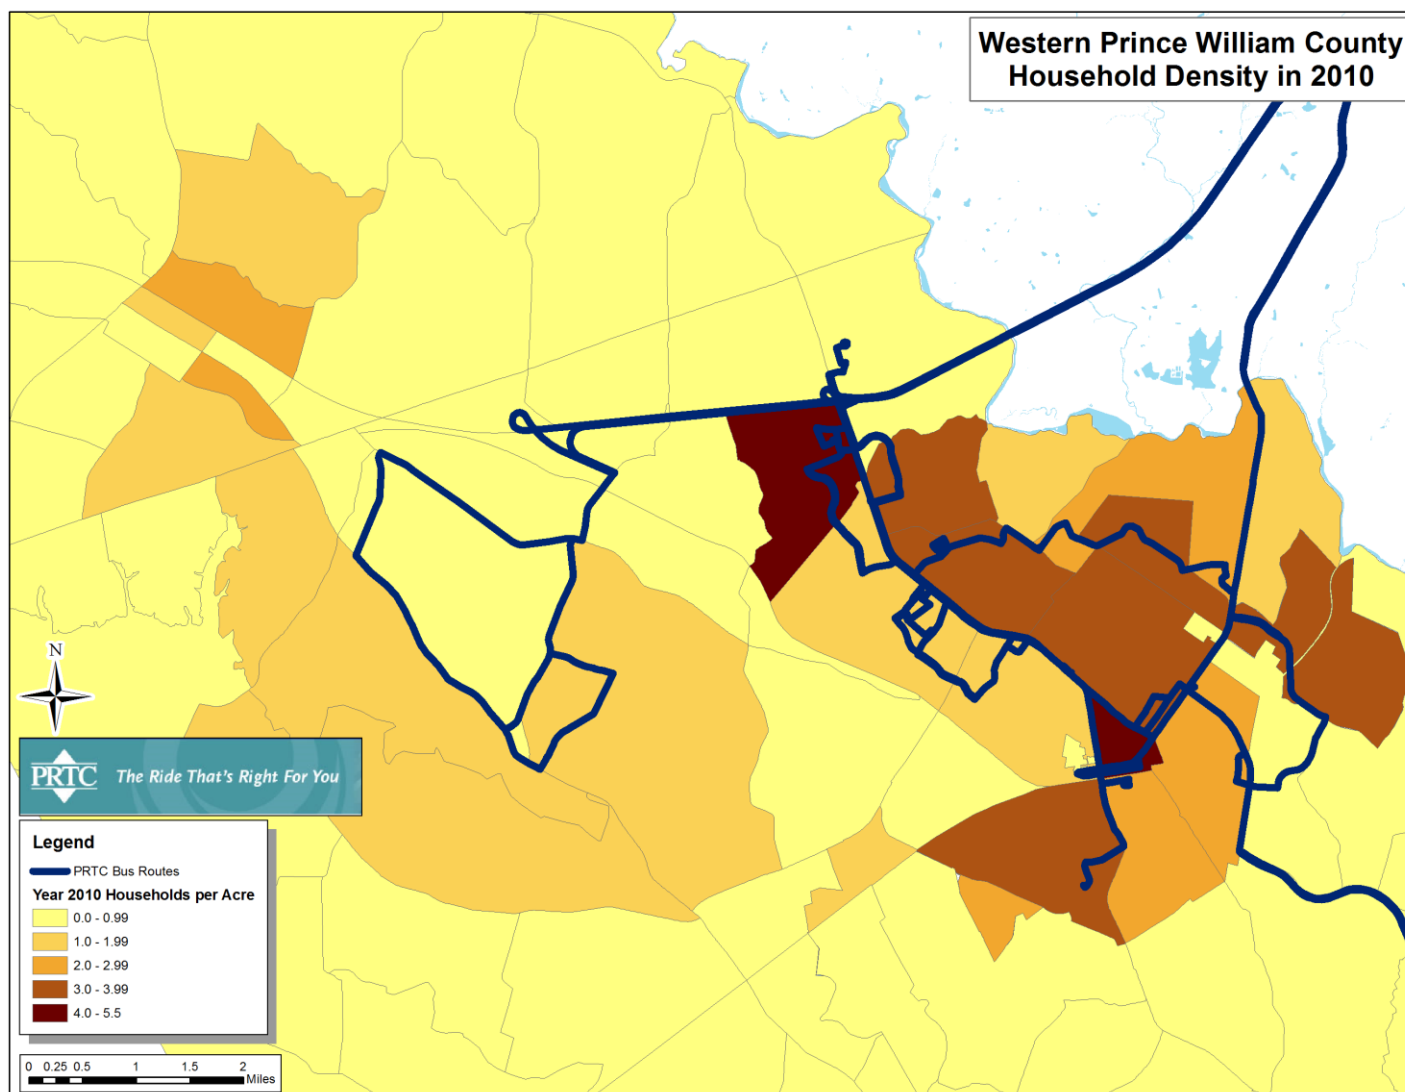 Western Prince William County
Household Density in 2010
N
PRTC The Ride That's Right For You
Legend
PRTC Bus Routes
Year 2010 Households per Acre
0.0 - 0.99
1.0 - 1.99
2.0 - 2.99
3.0 - 3.99
4.0 - 5.5
0 0.25 0.5 1 1.5 2
Miles